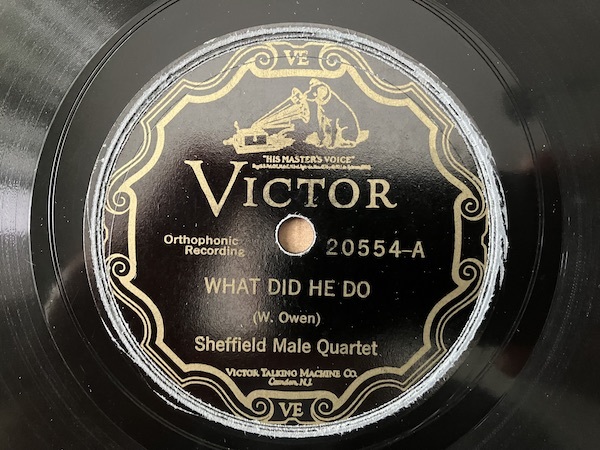 VE
"HIS MASTER'S VOICE"
VICTOR
Orthophonic
Recording
20554-A
WHAT DID HE DO
(W. Owen)
Sheffield Male Quartet
VICTOR TALKING MACHINE CO.
Camden, N.J.
VE